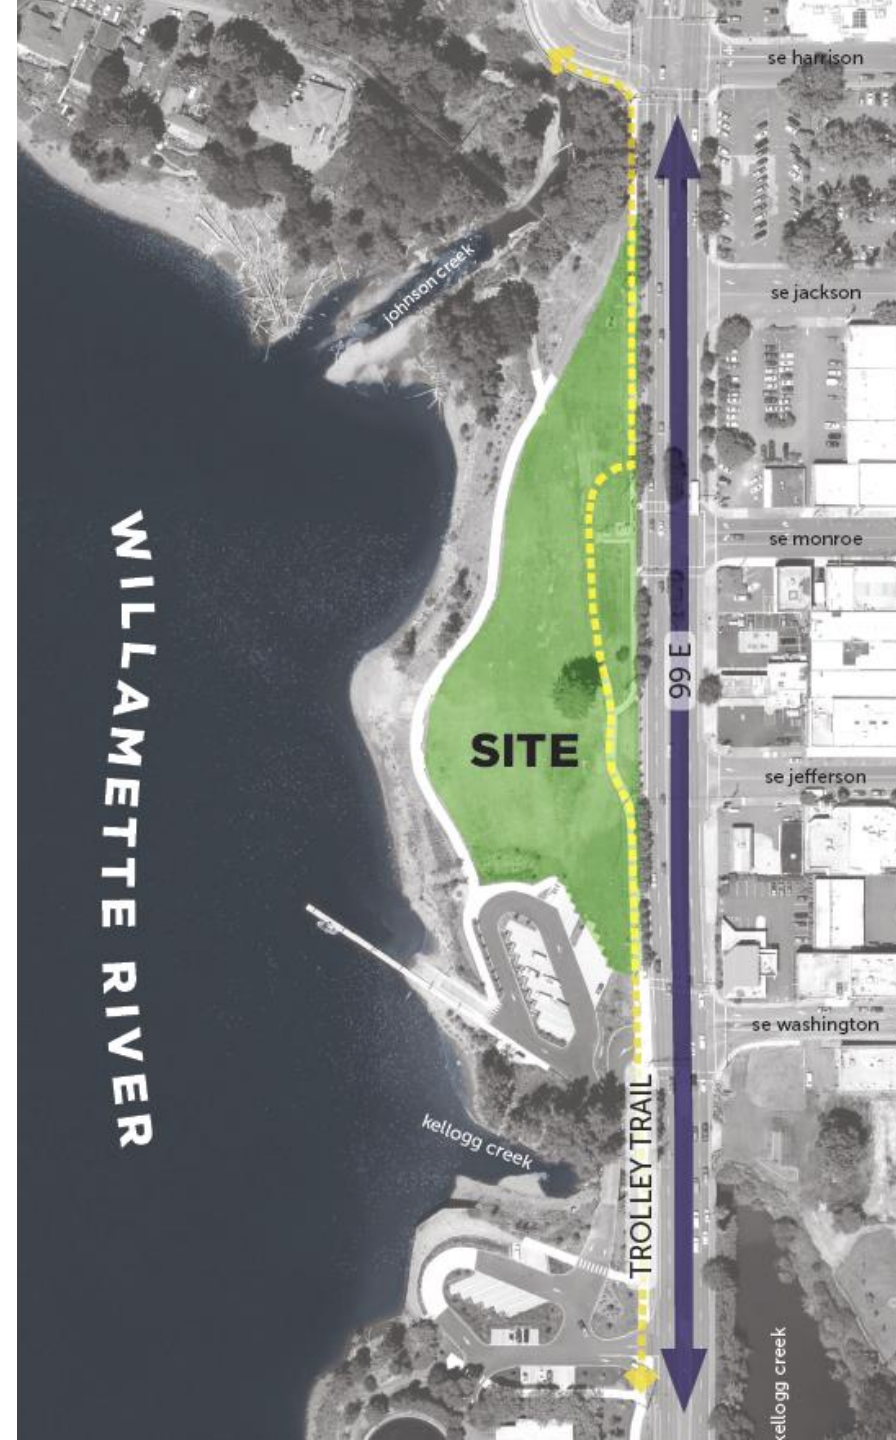 se harrison
johnson creek
se jackson
WILLAMETTE RIVER
se monroe
99 E
SITE
se jefferson
se washington
TROLLEY TRAIL
kellogg creek
kellogg creek